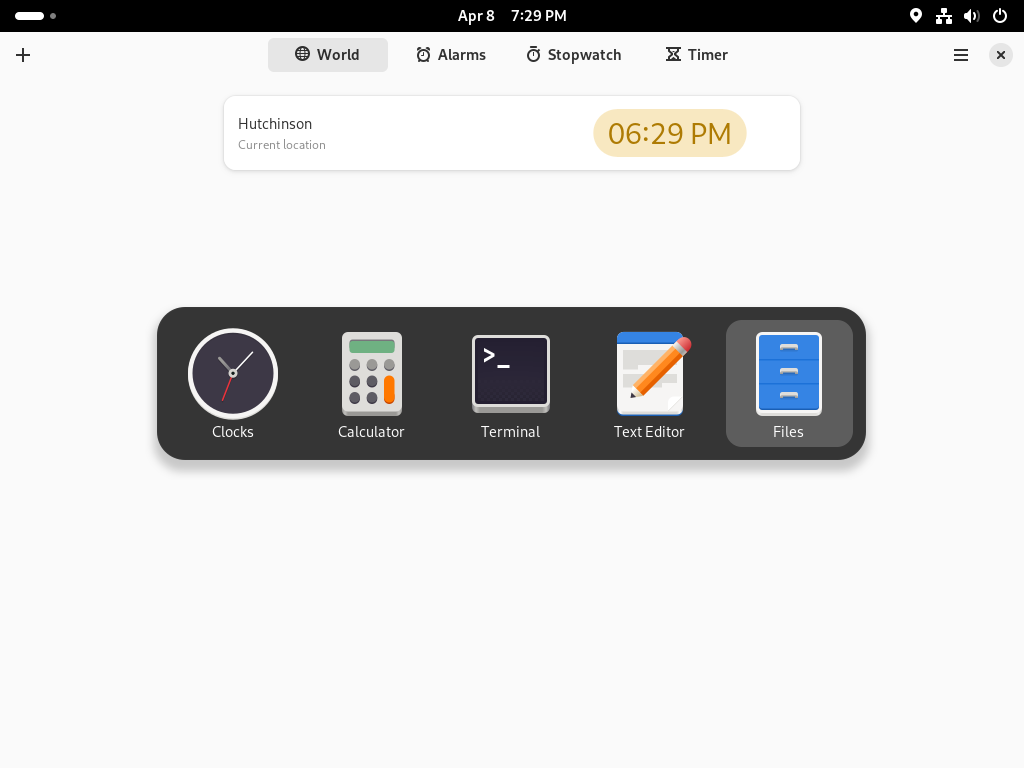 Apr 8 7:29 PM
World Alarms Stopwatch Timer
Hutchinson
Current location
06:29 PM
>_
Clocks Calculator Terminal Text Editor Files